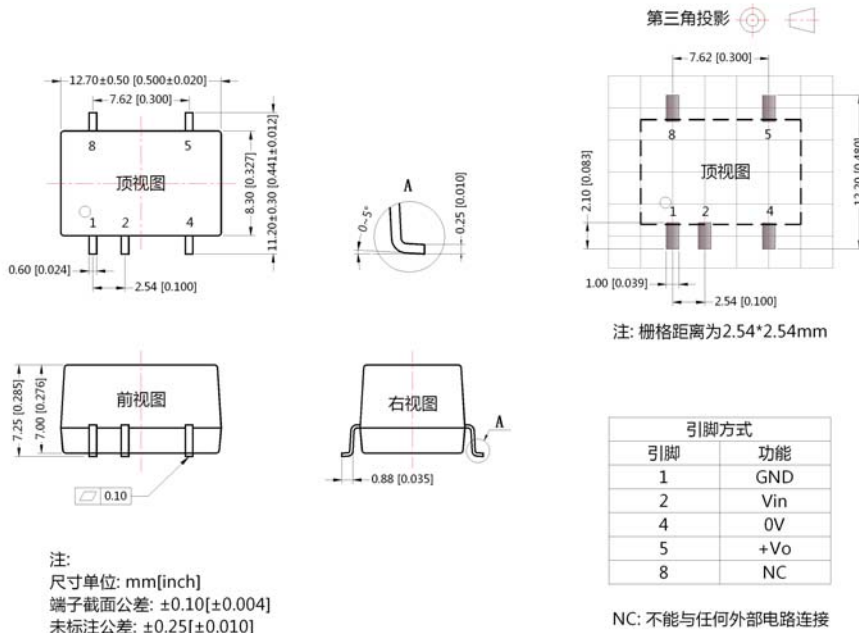 第三角投影
12.70±0.50 [0.500±0.020]
7.62 [0.300]
8
5
顶视图
1
2
4
8.30 [0.327]
11.20±0.30 [0.441±0.012]
0.60 [0.024]
2.54 [0.100]
A
0~5°
0.25 [0.010]
7.62 [0.300]
8
5
顶视图
1
2
4
2.10 [0.083]
12.20 [0.480]
1.00 [0.039]
2.54 [0.100]
注: 栅格距离为2.54*2.54mm
前视图
7.25 [0.285]
7.00 [0.276]
0.10
右视图
A
0.88 [0.035]
引脚方式
引脚 功能
1 GND
2 Vin
4 0V
5 +Vo
8 NC
NC: 不能与任何外部电路连接
注:
尺寸单位: mm[inch]
端子截面公差: ±0.10[±0.004]
未标注公差: ±0.25[±0.010]